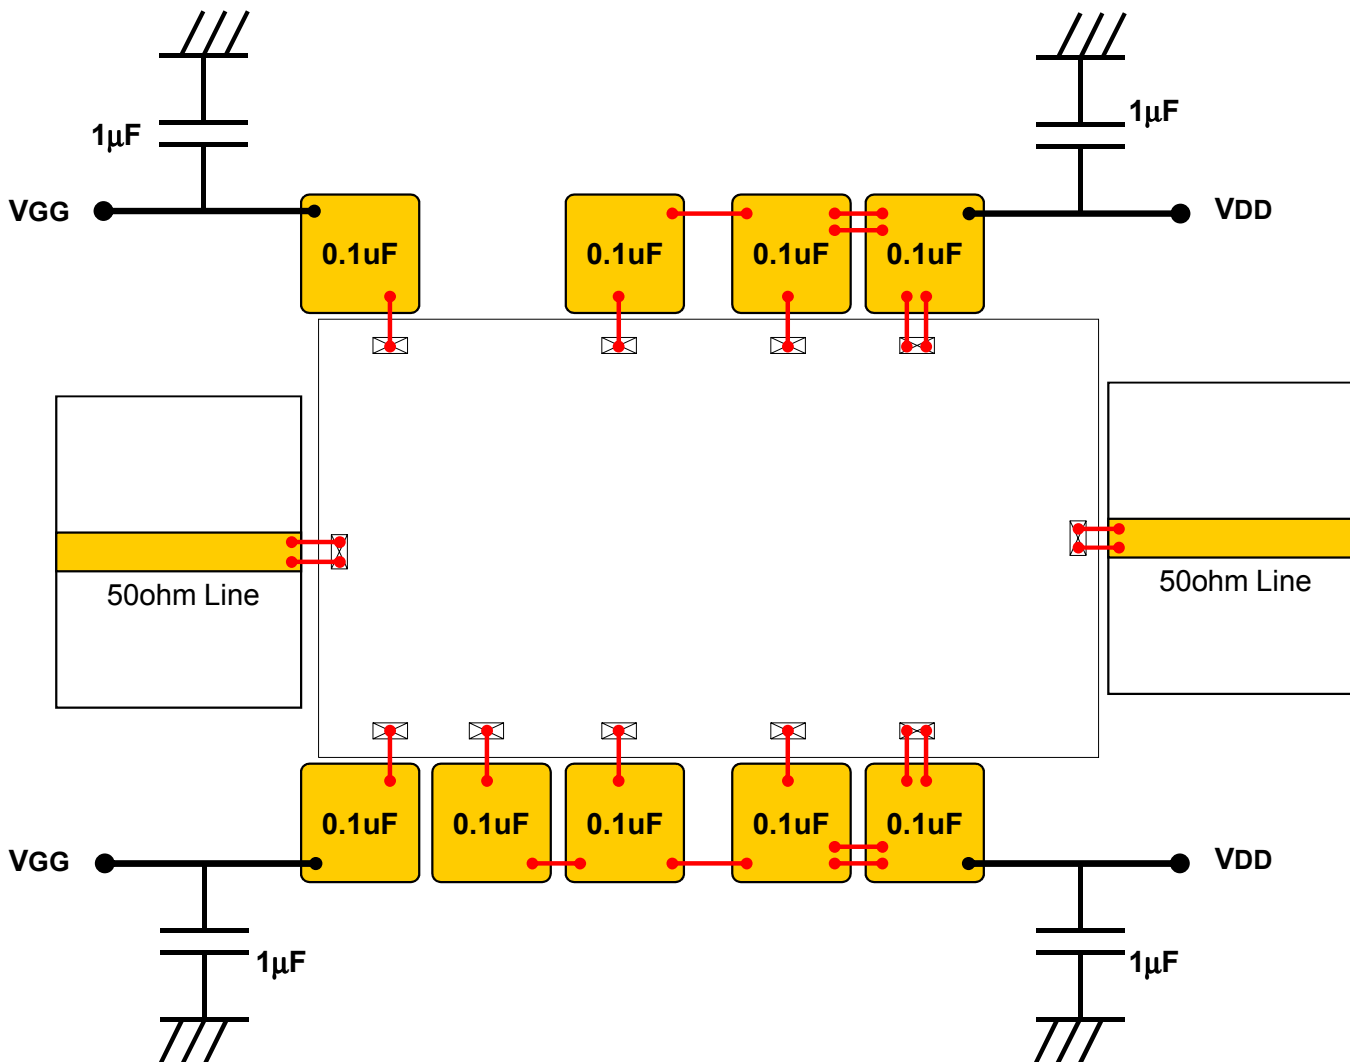 1μF
1μF
VGG
VDD
0.1uF
0.1uF
0.1uF
0.1uF
50ohm Line
50ohm Line
0.1uF
0.1uF
0.1uF
0.1uF
0.1uF
VGG
VDD
1μF
1μF